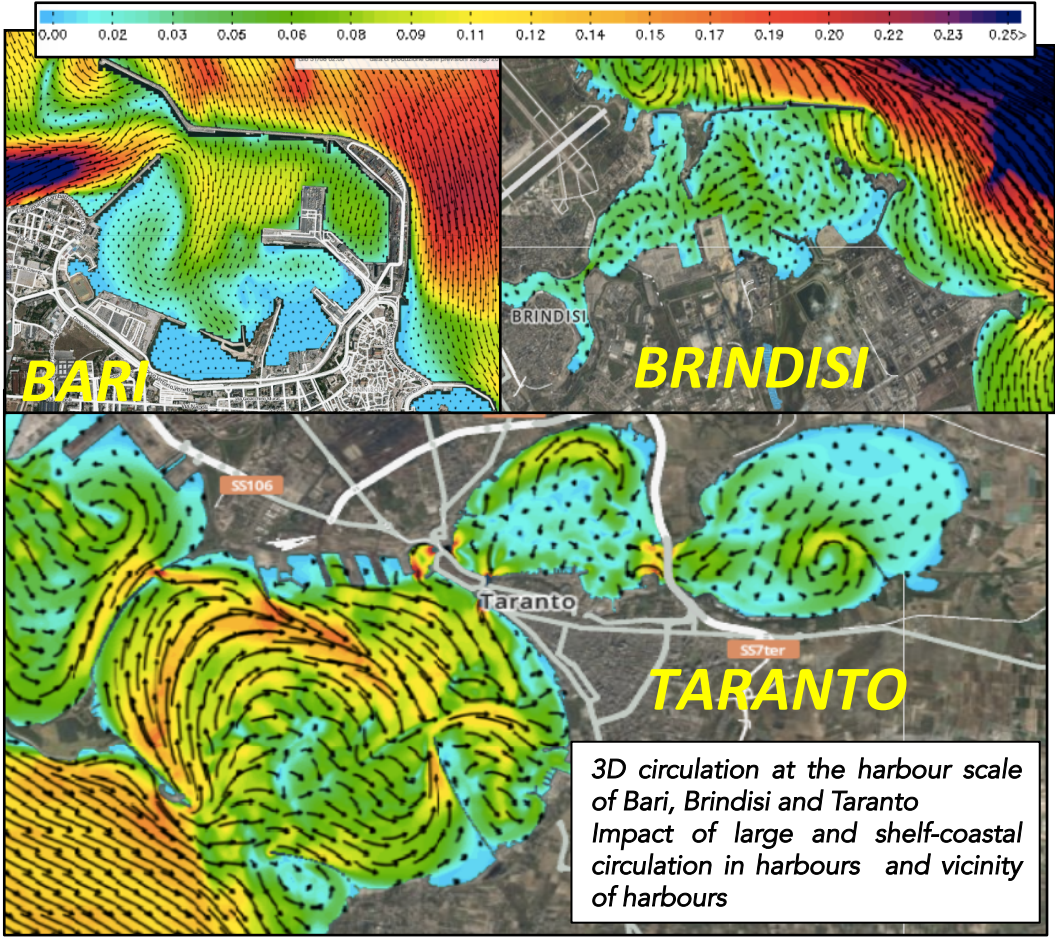 0.00 0.02 0.03 0.05 0.06 0.08 0.09 0.11 0.12 0.14 0.15 0.17 0.18 0.20 0.22 0.23 0.25>
BARI
BRINDISI
BRINDISI
SS106
Taranto
SS7ter
TARANTO
3D circulation at the harbour scale
of Bari, Brindisi and Taranto
Impact of large and shelf-coastal
circulation in harbours and vicinity
of harbours